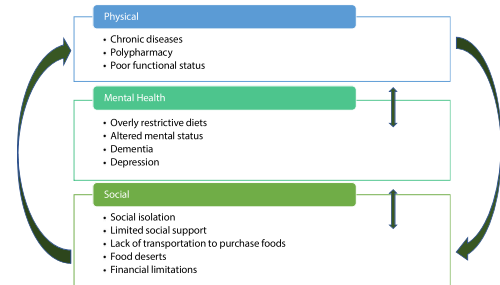 Physical
• Chronic diseases
• Polypharmacy
• Poor functional status
Mental Health
• Overly restrictive diets
• Altered mental status
• Dementia
• Depression
Social
• Social isolation
• Limited social support
• Lack of transportation to purchase foods
• Food deserts
• Financial limitations